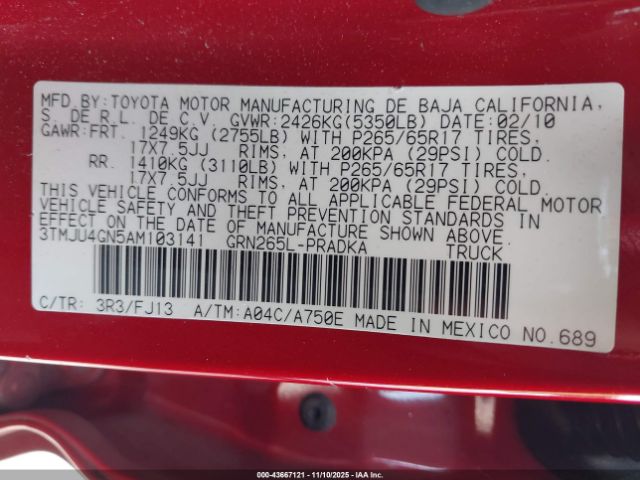 MFD.BY:TOYOTA MOTOR MANUFACTURING DE BAJA CALIFORNIA,
S. DE R.L. DE C.V. GVWR:2426KG(5350LB) DATE:02/10
GAWR:FRT. 1249KG (2755LB) WITH P265/65R17 TIRES,
17X7.5JJ RIMS, AT 200KPA (29PSI) COLD.
RR. 1410KG (3110LB) WITH P265/65R17 TIRES,
17X7.5JJ RIMS, AT 200KPA (29PSI) COLD.
THIS VEHICLE CONFORMS TO ALL APPLICABLE FEDERAL MOTOR
VEHICLE SAFETY AND THEFT PREVENTION STANDARDS IN
EFFECT ON THE DATE OF MANUFACTURE SHOWN ABOVE.
3TMJU4GN5AM103141 GRN265L-PRADKA TRUCK
C/TR: 3R3/FJ13 A/TM:A04C/A750E MADE IN MEXICO NO.689
000-43667121 - 11/10/2025 - IAAI.com